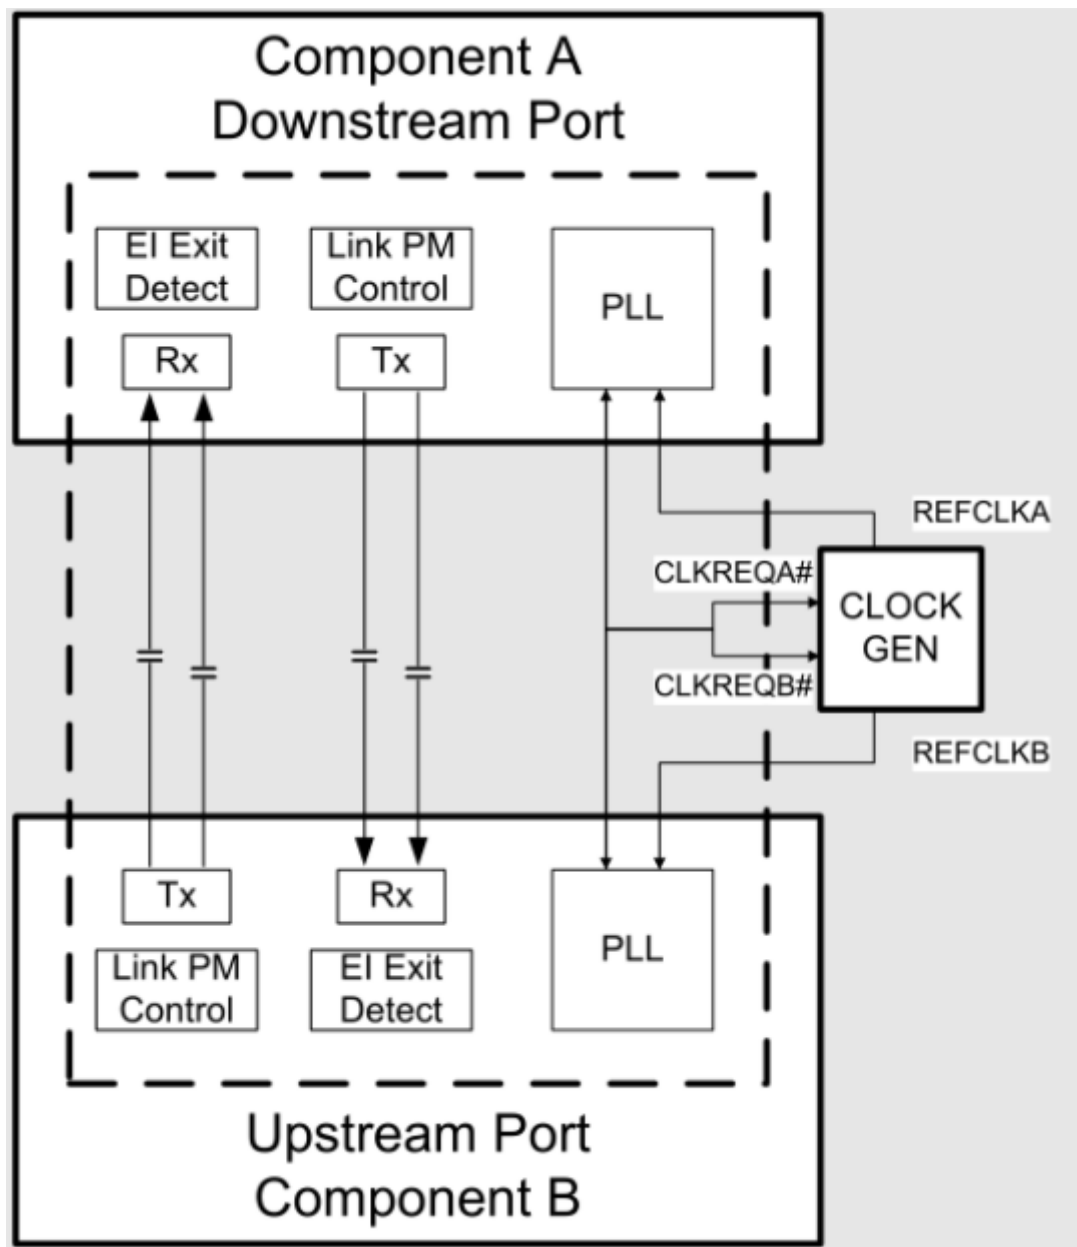 Component A
Downstream Port
EI Exit
Detect
Link PM
Control
PLL
Rx
Tx
REFCLKA
CLKREQA#
CLOCK
GEN
CLKREQB#
REFCLKB
Tx
Rx
PLL
Link PM
Control
EI Exit
Detect
Upstream Port
Component B